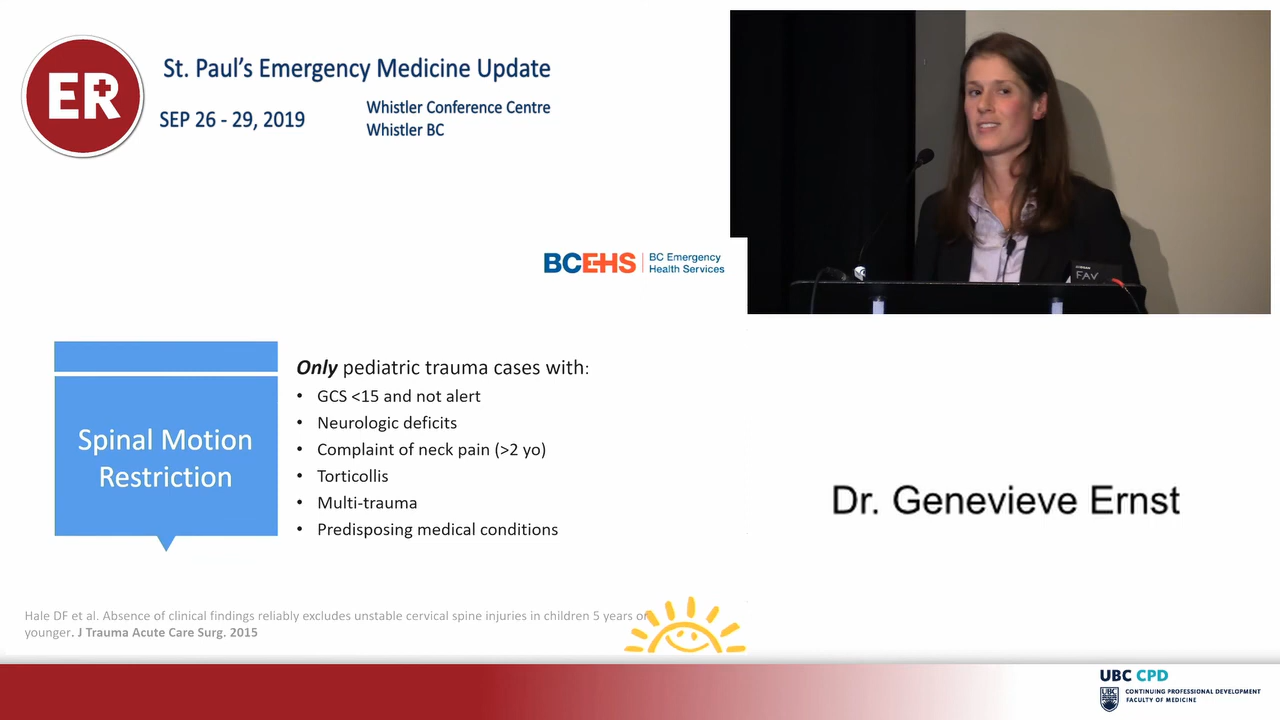 ER
St. Paul's Emergency Medicine Update
SEP 26 - 29, 2019
Whistler Conference Centre
Whistler BC
BCEHS
BC Emergency
Health Services
FAV
Spinal Motion
Restriction
Only pediatric trauma cases with:
• GCS <15 and not alert
• Neurologic deficits
• Complaint of neck pain (>2 yo)
• Torticollis
• Multi-trauma
• Predisposing medical conditions
Dr. Genevieve Ernst
Hale DF et al. Absence of clinical findings reliably excludes unstable cervical spine injuries in children 5 years or
younger. J Trauma Acute Care Surg. 2015
UBC CPD
UBC
CONTINUING PROFESSIONAL DEVELOPMENT
FACULTY OF MEDICINE